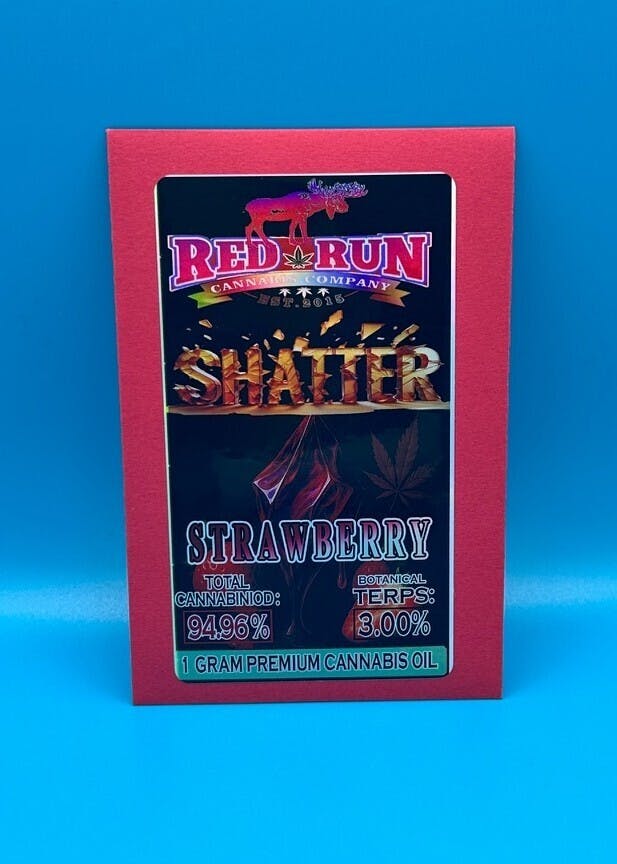 RED RUN
CANNABIS COMPANY
EST. 2015
SHATTER
STRAWBERRY
TOTAL
CANNABINIOD:
94.96%
BOTANICAL
TERPS:
3.00%
1 GRAM PREMIUM CANNABIS OIL